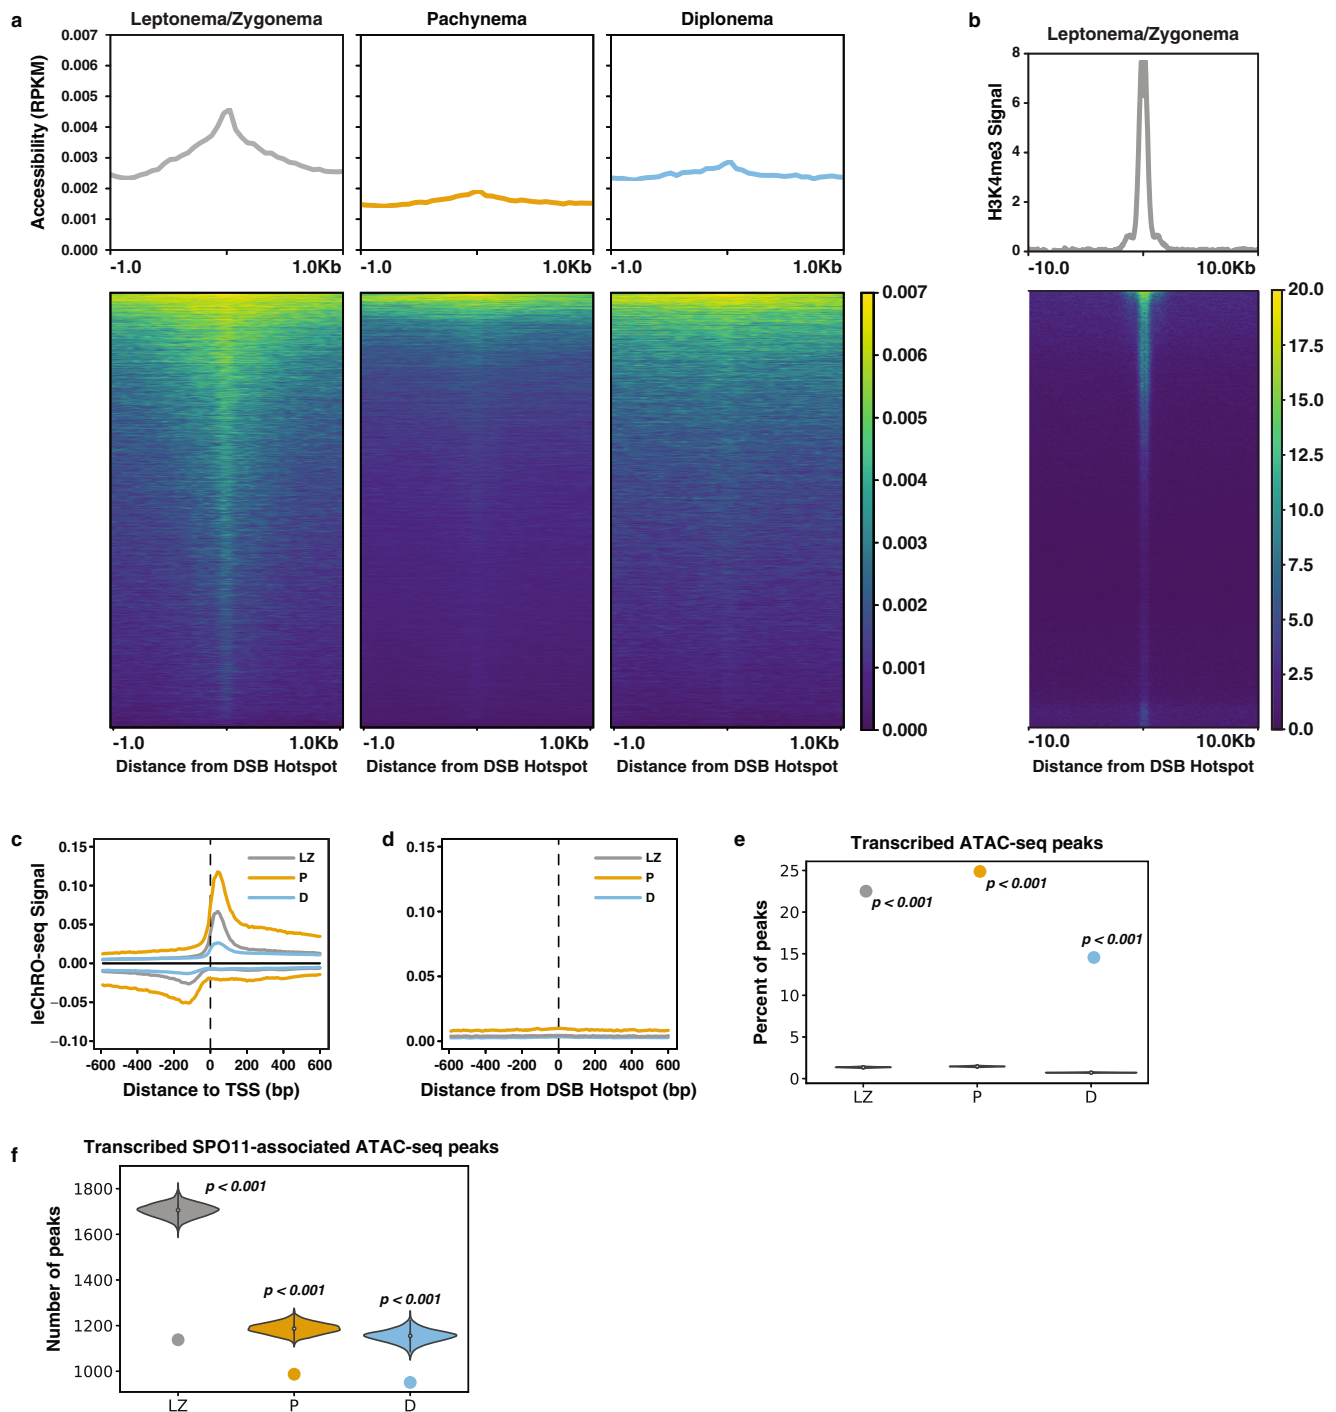 a
Leptonema/Zygonema
Pachynema
Diplonema
Accessibility (RPKM)
0.007
0.006
0.005
0.004
0.003
0.002
0.001
0.000
-1.0 1.0Kb
-1.0 1.0Kb
-1.0 1.0Kb
0.007
0.006
0.005
0.004
0.003
0.002
0.001
0.000
-1.0 1.0Kb
-1.0 1.0Kb
-1.0 1.0Kb
Distance from DSB Hotspot
Distance from DSB Hotspot
Distance from DSB Hotspot
b
Leptonema/Zygonema
H3K4me3 Signal
8
6
4
2
0
-10.0 10.0Kb
20.0
17.5
15.0
12.5
10.0
7.5
5.0
2.5
0.0
-10.0 10.0Kb
Distance from DSB Hotspot
c
leChRO-seq Signal
0.15
0.10
0.05
0.00
−0.05
−0.10
LZ
P
D
-600 -400 -200 0 200 400 600
Distance to TSS (bp)
d
0.15
0.10
0.05
0.00
LZ
P
D
-600 -400 -200 0 200 400 600
Distance from DSB Hotspot (bp)
e
Transcribed ATAC-seq peaks
Percent of peaks
25
20
15
10
5
0
p < 0.001
p < 0.001
p < 0.001
LZ P D
f
Transcribed SPO11-associated ATAC-seq peaks
Number of peaks
1800
1600
1400
1200
1000
p < 0.001
p < 0.001
p < 0.001
LZ P D